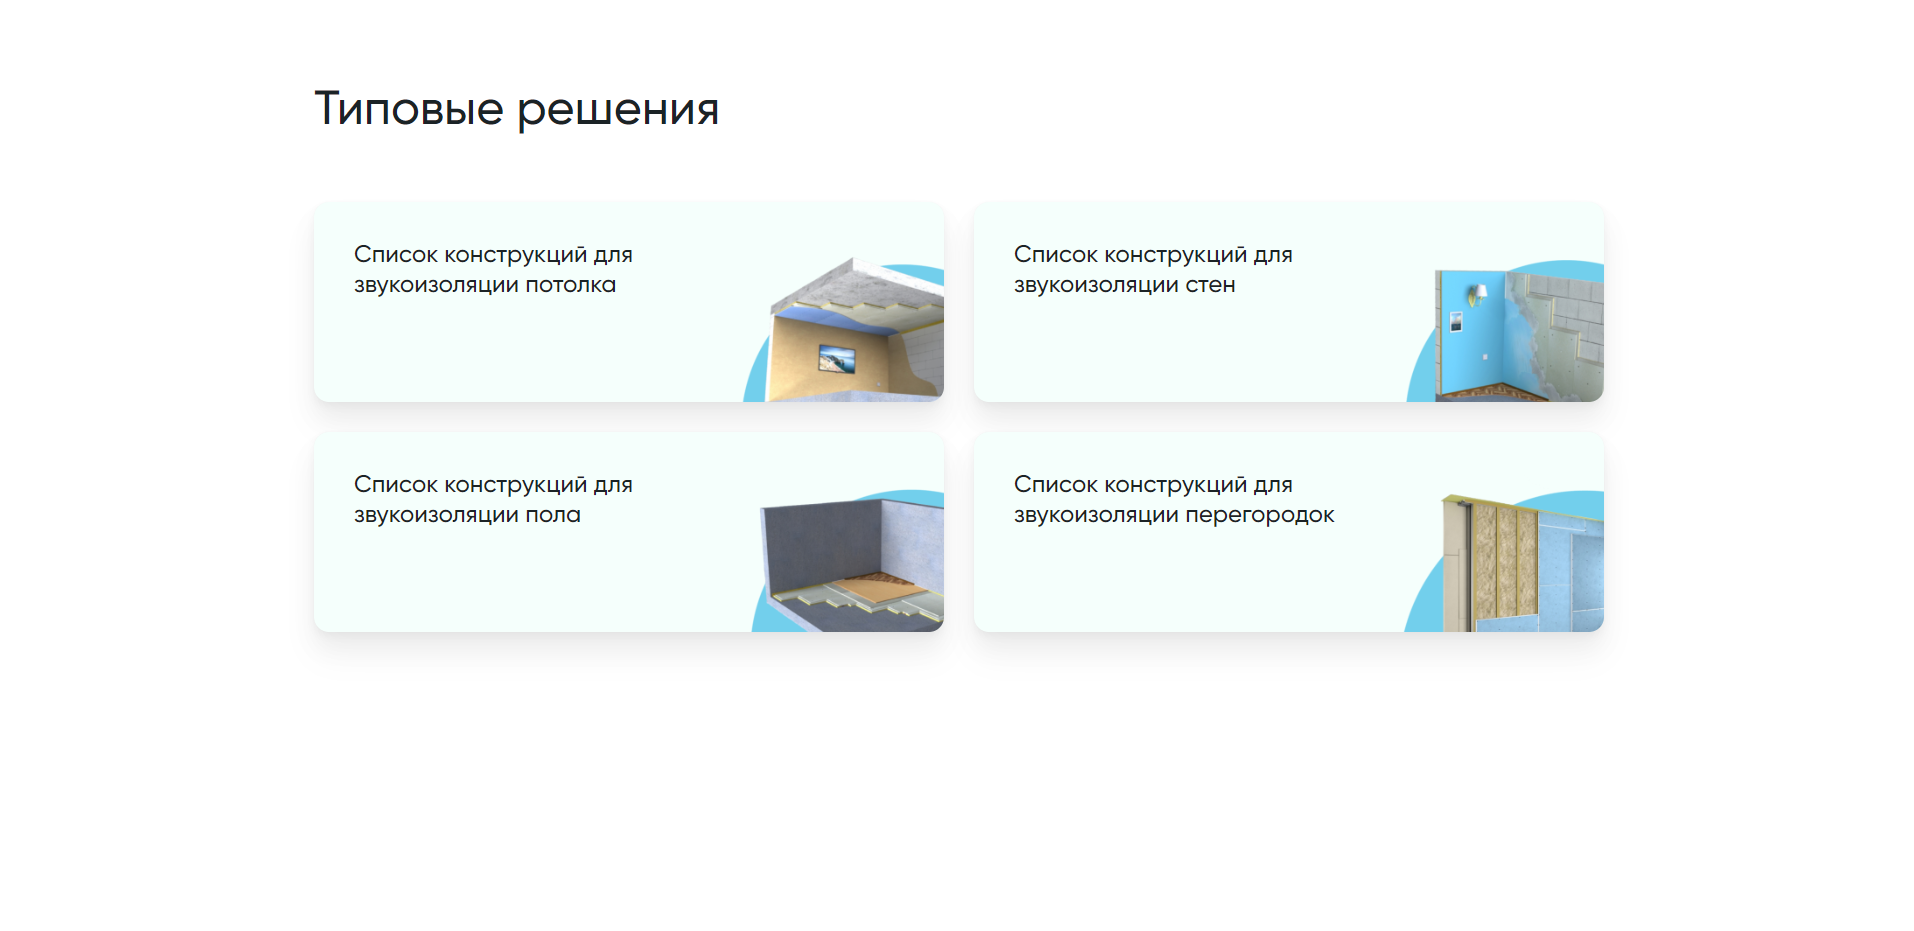 Типовые решения
Список конструкций для
звукоизоляции потолка
Список конструкций для
звукоизоляции стен
Список конструкций для
звукоизоляции пола
Список конструкций для
звукоизоляции перегородок